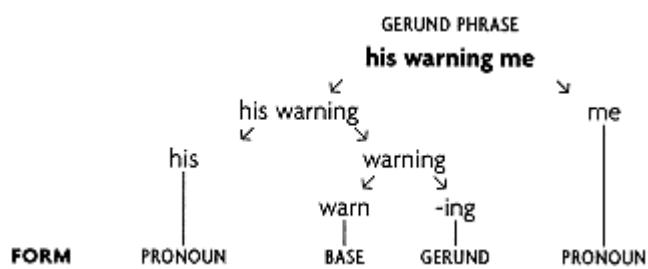 GERUND PHRASE
his warning me
his warning me
his warning
warn -ing
FORM PRONOUN BASE GERUND PRONOUN